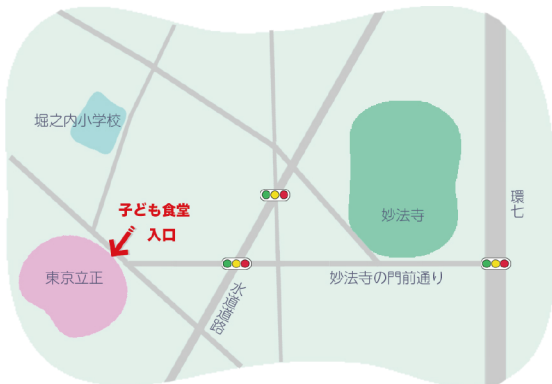 堀之内小学校
子ども食堂
入口
東京立正
妙法寺
環七
妙法寺の門前通り
水道道路